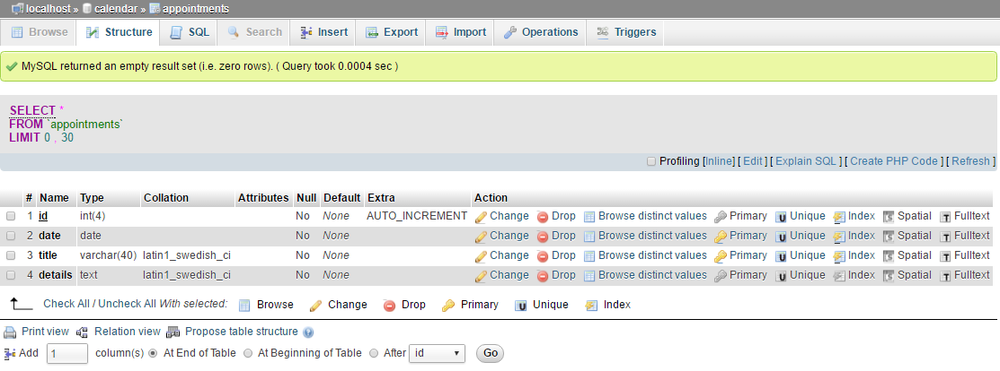 localhost » calendar » appointments
Browse Structure SQL Search Insert Export Import Operations Triggers
MySQL returned an empty result set (i.e. zero rows). ( Query took 0.0004 sec )
SELECT *
FROM `appointments`
LIMIT 0 , 30
Profiling [Inline] [ Edit ] [ Explain SQL ] [ Create PHP Code ] [ Refresh ]
# Name Type Collation Attributes Null Default Extra Action
1 id int(4) No None AUTO_INCREMENT Change Drop Browse distinct values Primary Unique Index Spatial Fulltext
2 date date No None Change Drop Browse distinct values Primary Unique Index Spatial Fulltext
3 title varchar(40) latin1_swedish_ci No None Change Drop Browse distinct values Primary Unique Index Spatial Fulltext
4 details text latin1_swedish_ci No None Change Drop Browse distinct values Primary Unique Index Spatial Fulltext
Check All / Uncheck All With selected: Browse Change Drop Primary Unique Index
Print view Relation view Propose table structure
Add 1 column(s) At End of Table At Beginning of Table After id Go